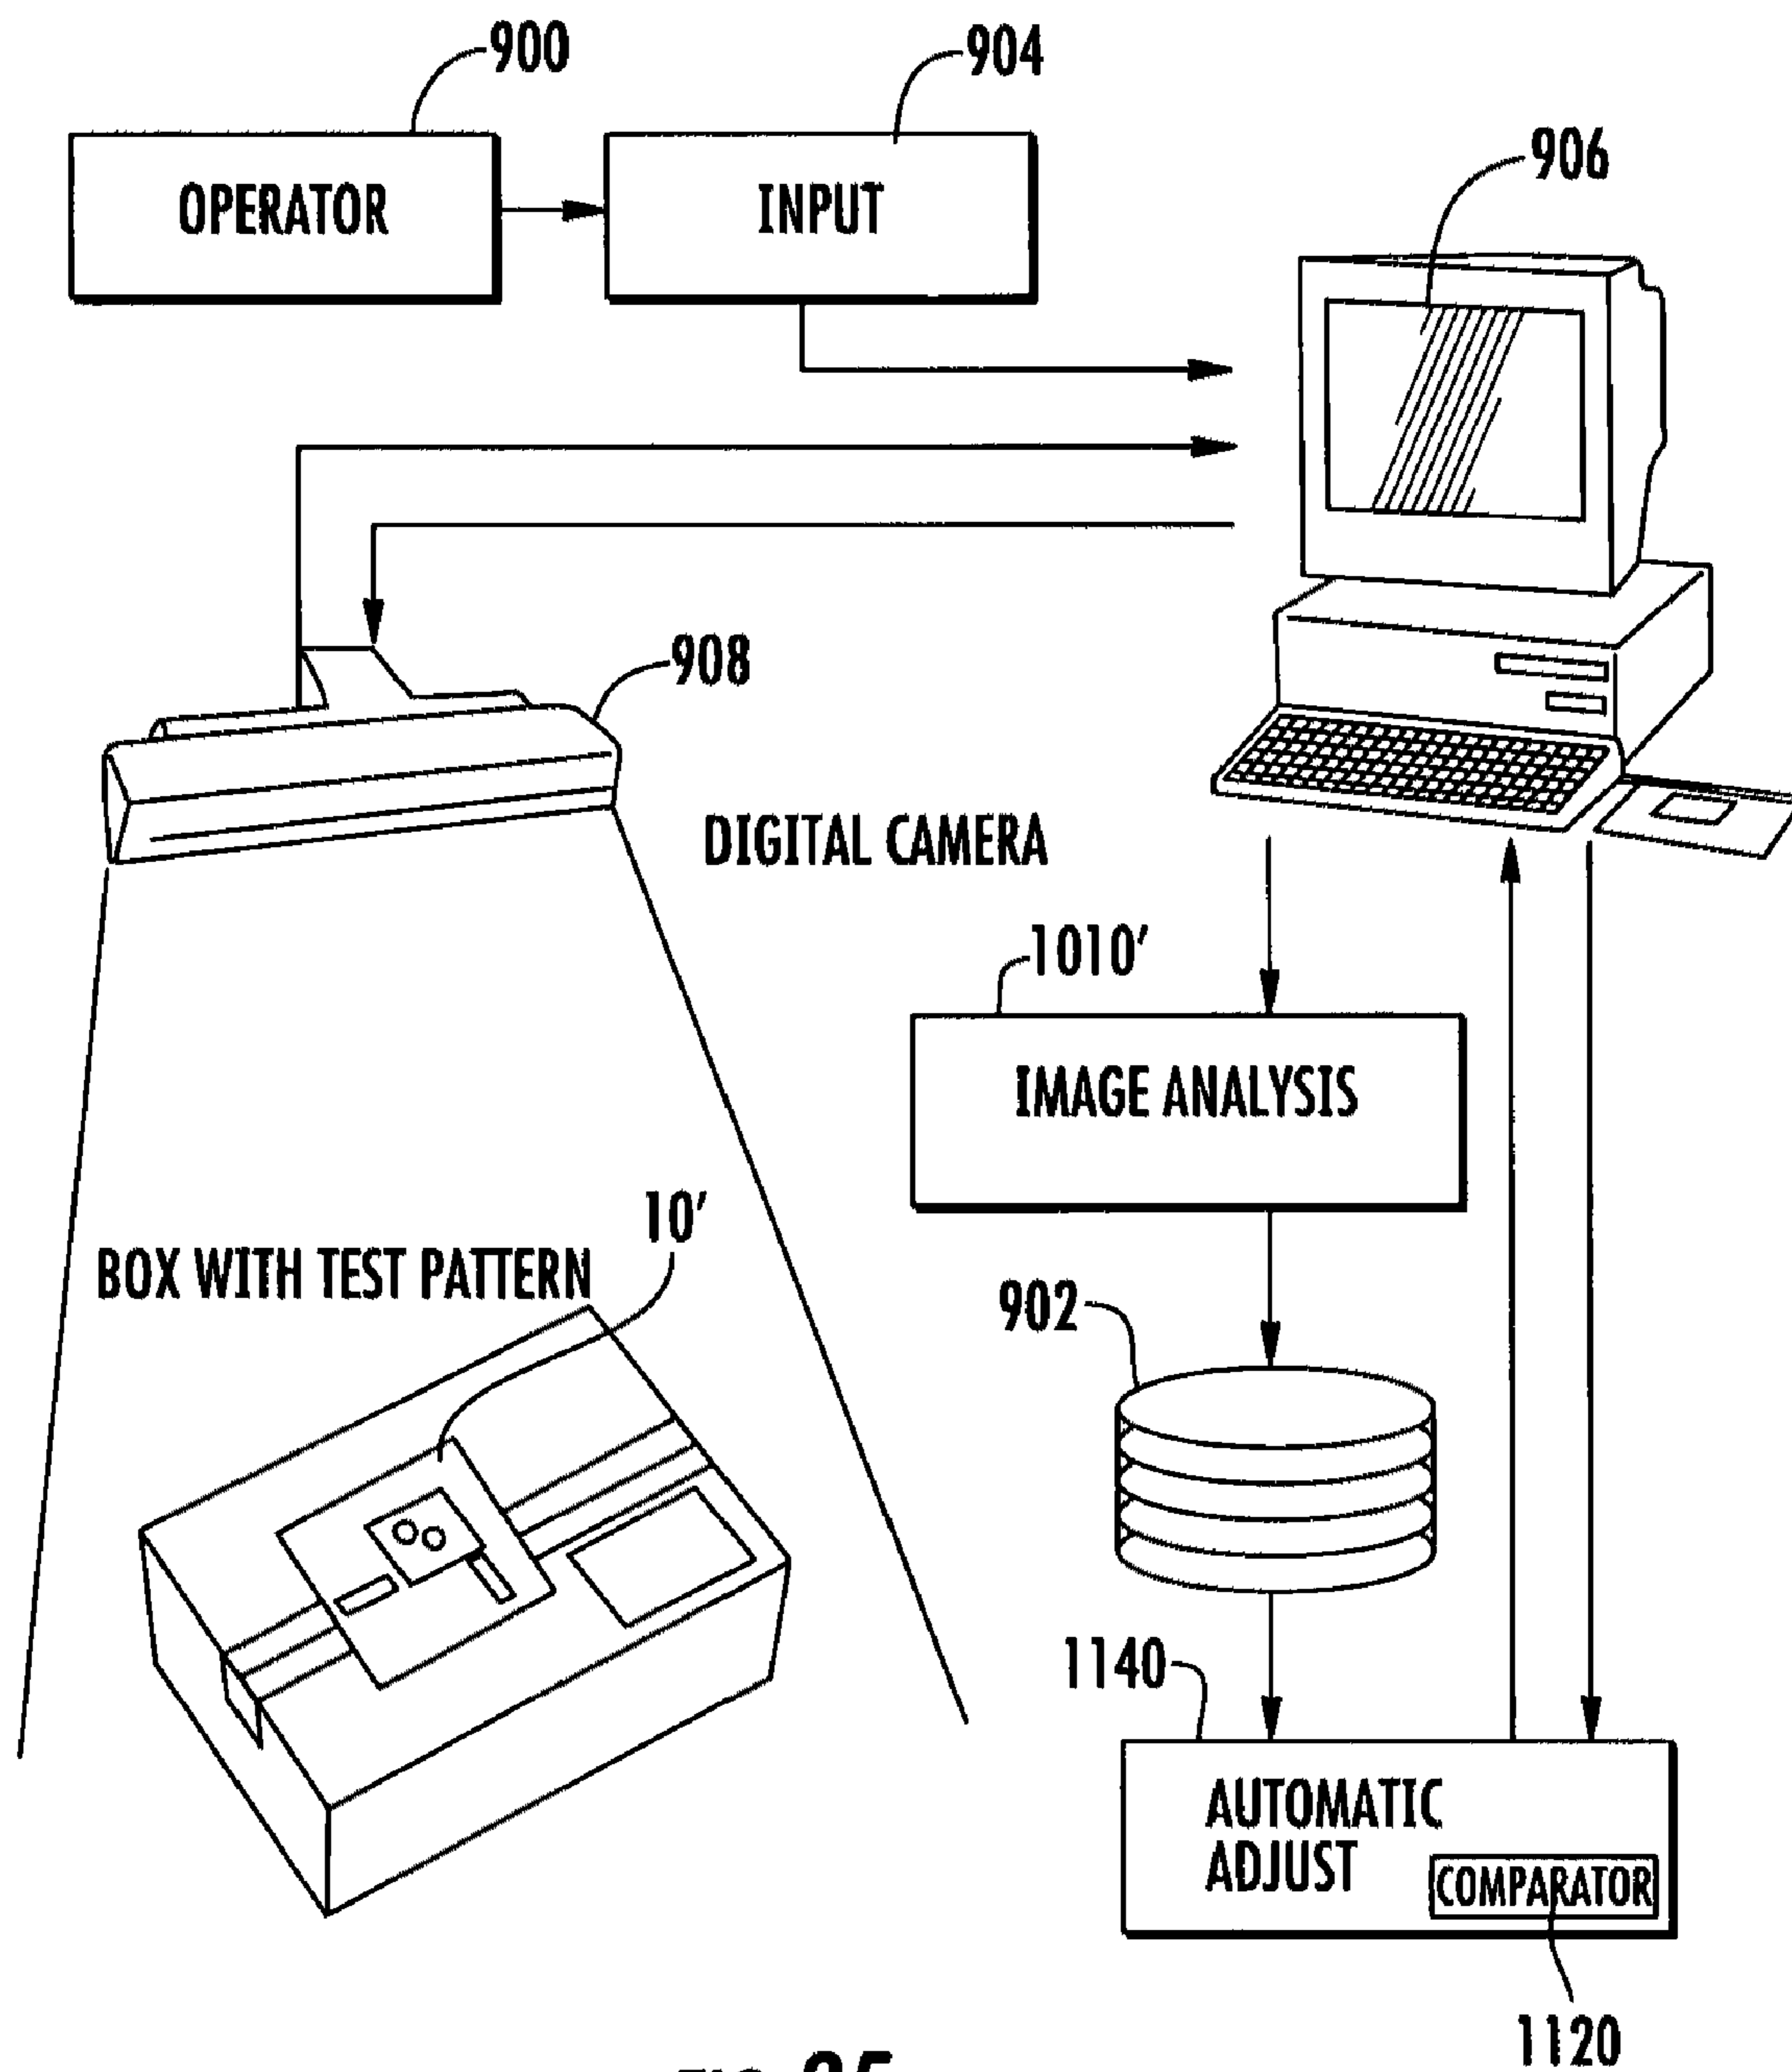 900
904
OPERATOR
INPUT
906
908
DIGITAL CAMERA
1010'
IMAGE ANALYSIS
10'
BOX WITH TEST PATTERN
902
1140
AUTOMATIC
ADJUST
COMPARATOR
1120